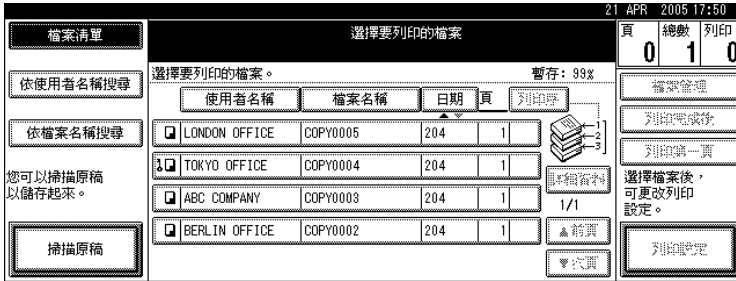 21 APR 2005 17:50
檔案清單
選擇要列印的檔案
頁 總數 列印
0 1 0
依使用者名稱搜尋
選擇要列印的檔案。
暫存: 99%
檔案管理
使用者名稱 檔案名稱 日期 頁 列印序
列印完成後
依檔案名稱搜尋
LONDON OFFICE COPY0005 204 1
1
2
3
列印第一頁
TOKYO OFFICE COPY0004 204 1
詳細資料
您可以掃描原稿
以儲存起來。
選擇檔案後,
可更改列印
設定。
ABC COMPANY COPY0003 204 1
1/1
BERLIN OFFICE COPY0002 204 1
▲前頁
掃描原稿
列印設定
▼次頁